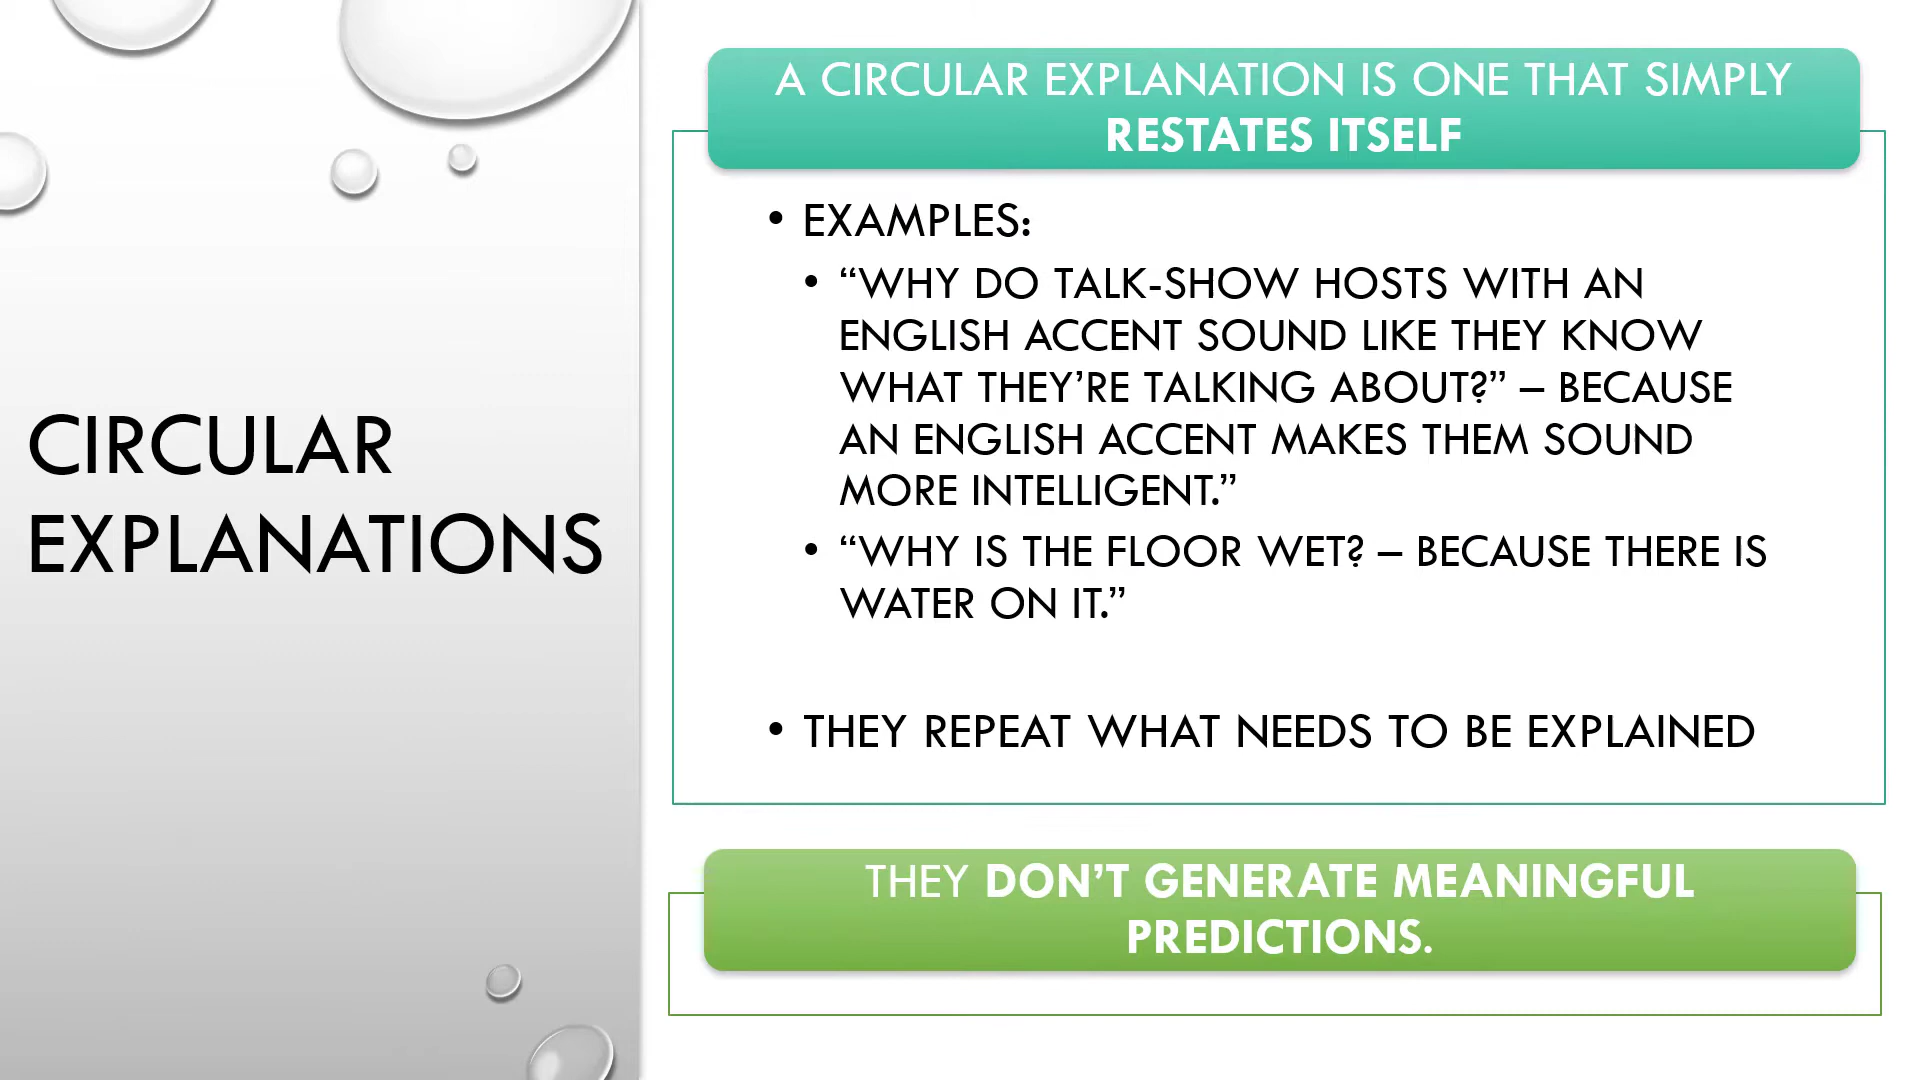 CIRCULAR
EXPLANATIONS
A CIRCULAR EXPLANATION IS ONE THAT SIMPLY
RESTATES ITSELF
• EXAMPLES:
• “WHY DO TALK-SHOW HOSTS WITH AN
ENGLISH ACCENT SOUND LIKE THEY KNOW
WHAT THEY’RE TALKING ABOUT?” – BECAUSE
AN ENGLISH ACCENT MAKES THEM SOUND
MORE INTELLIGENT.”
• “WHY IS THE FLOOR WET? – BECAUSE THERE IS
WATER ON IT.”
• THEY REPEAT WHAT NEEDS TO BE EXPLAINED
THEY DON’T GENERATE MEANINGFUL
PREDICTIONS.